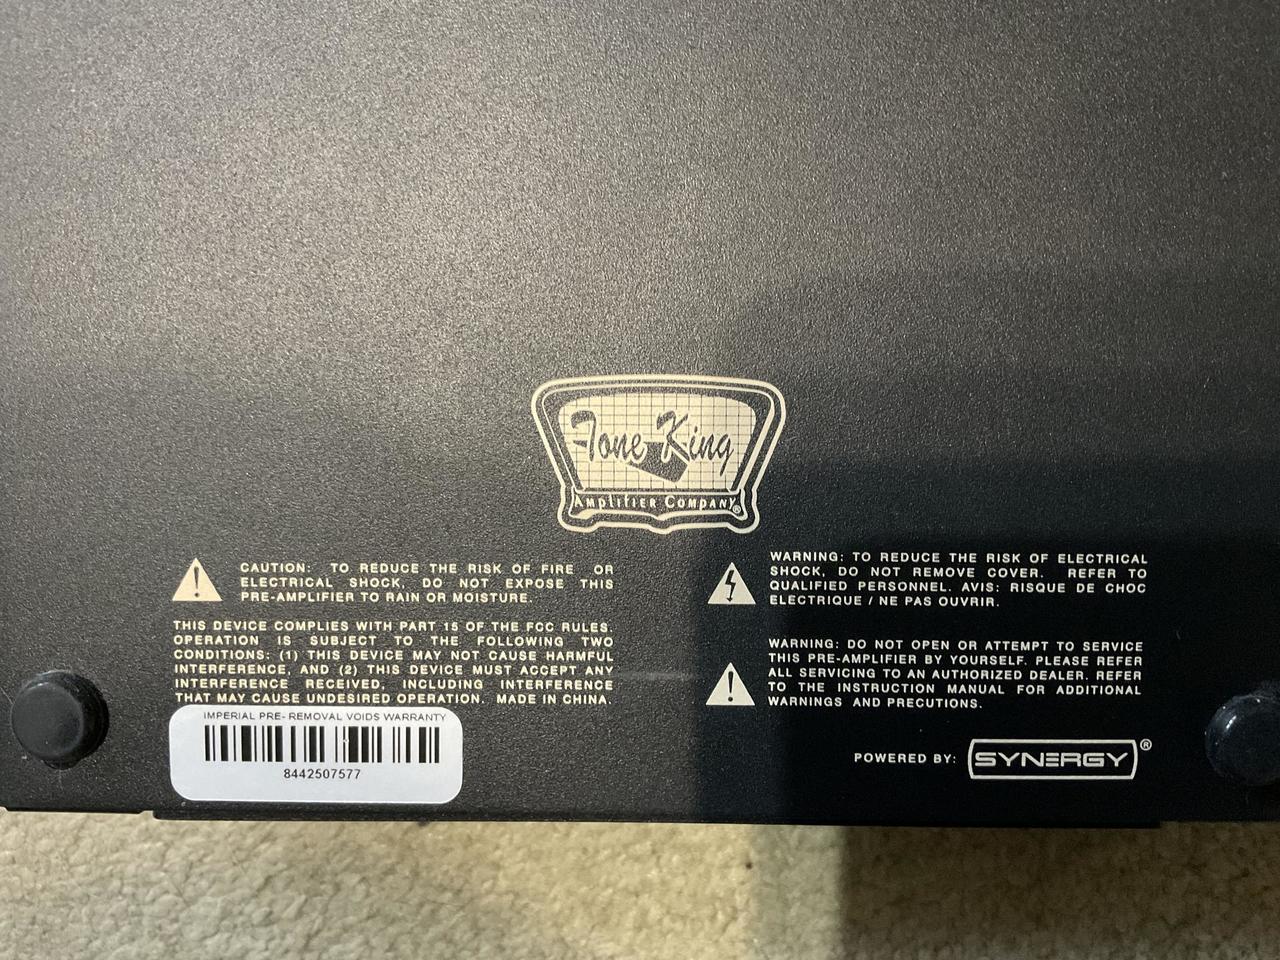 Tone King
AMPLIFIER COMPANY®
CAUTION: TO REDUCE THE RISK OF FIRE OR
ELECTRICAL SHOCK, DO NOT EXPOSE THIS
PRE-AMPLIFIER TO RAIN OR MOISTURE.
THIS DEVICE COMPLIES WITH PART 15 OF THE FCC RULES.
OPERATION IS SUBJECT TO THE FOLLOWING TWO
CONDITIONS: (1) THIS DEVICE MAY NOT CAUSE HARMFUL
INTERFERENCE, AND (2) THIS DEVICE MUST ACCEPT ANY
INTERFERENCE RECEIVED, INCLUDING INTERFERENCE
THAT MAY CAUSE UNDESIRED OPERATION. MADE IN CHINA.
IMPERIAL PRE- REMOVAL VOIDS WARRANTY
8442507577
WARNING: TO REDUCE THE RISK OF ELECTRICAL
SHOCK, DO NOT REMOVE COVER. REFER TO
QUALIFIED PERSONNEL. AVIS: RISQUE DE CHOC
ELECTRIQUE / NE PAS OUVRIR.
WARNING: DO NOT OPEN OR ATTEMPT TO SERVICE
THIS PRE-AMPLIFIER BY YOURSELF. PLEASE REFER
ALL SERVICING TO AN AUTHORIZED DEALER. REFER
TO THE INSTRUCTION MANUAL FOR ADDITIONAL
WARNINGS AND PRECUTIONS.
POWERED BY: SYNERGY®